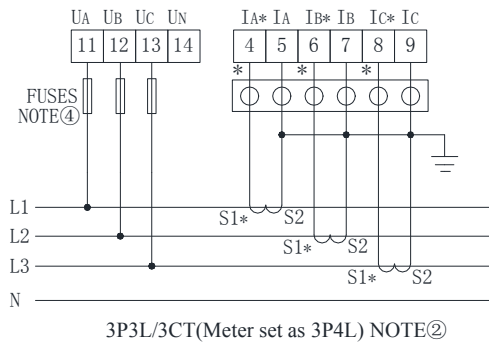 UA UB UC UN IA* IA IB* IB IC* IC
11 12 13 14 4 5 6 7 8 9
* * *
FUSES
NOTE④
L1
S1* S2
L2
S1* S2
L3
S1* S2
N
3P3L/3CT(Meter set as 3P4L) NOTE②